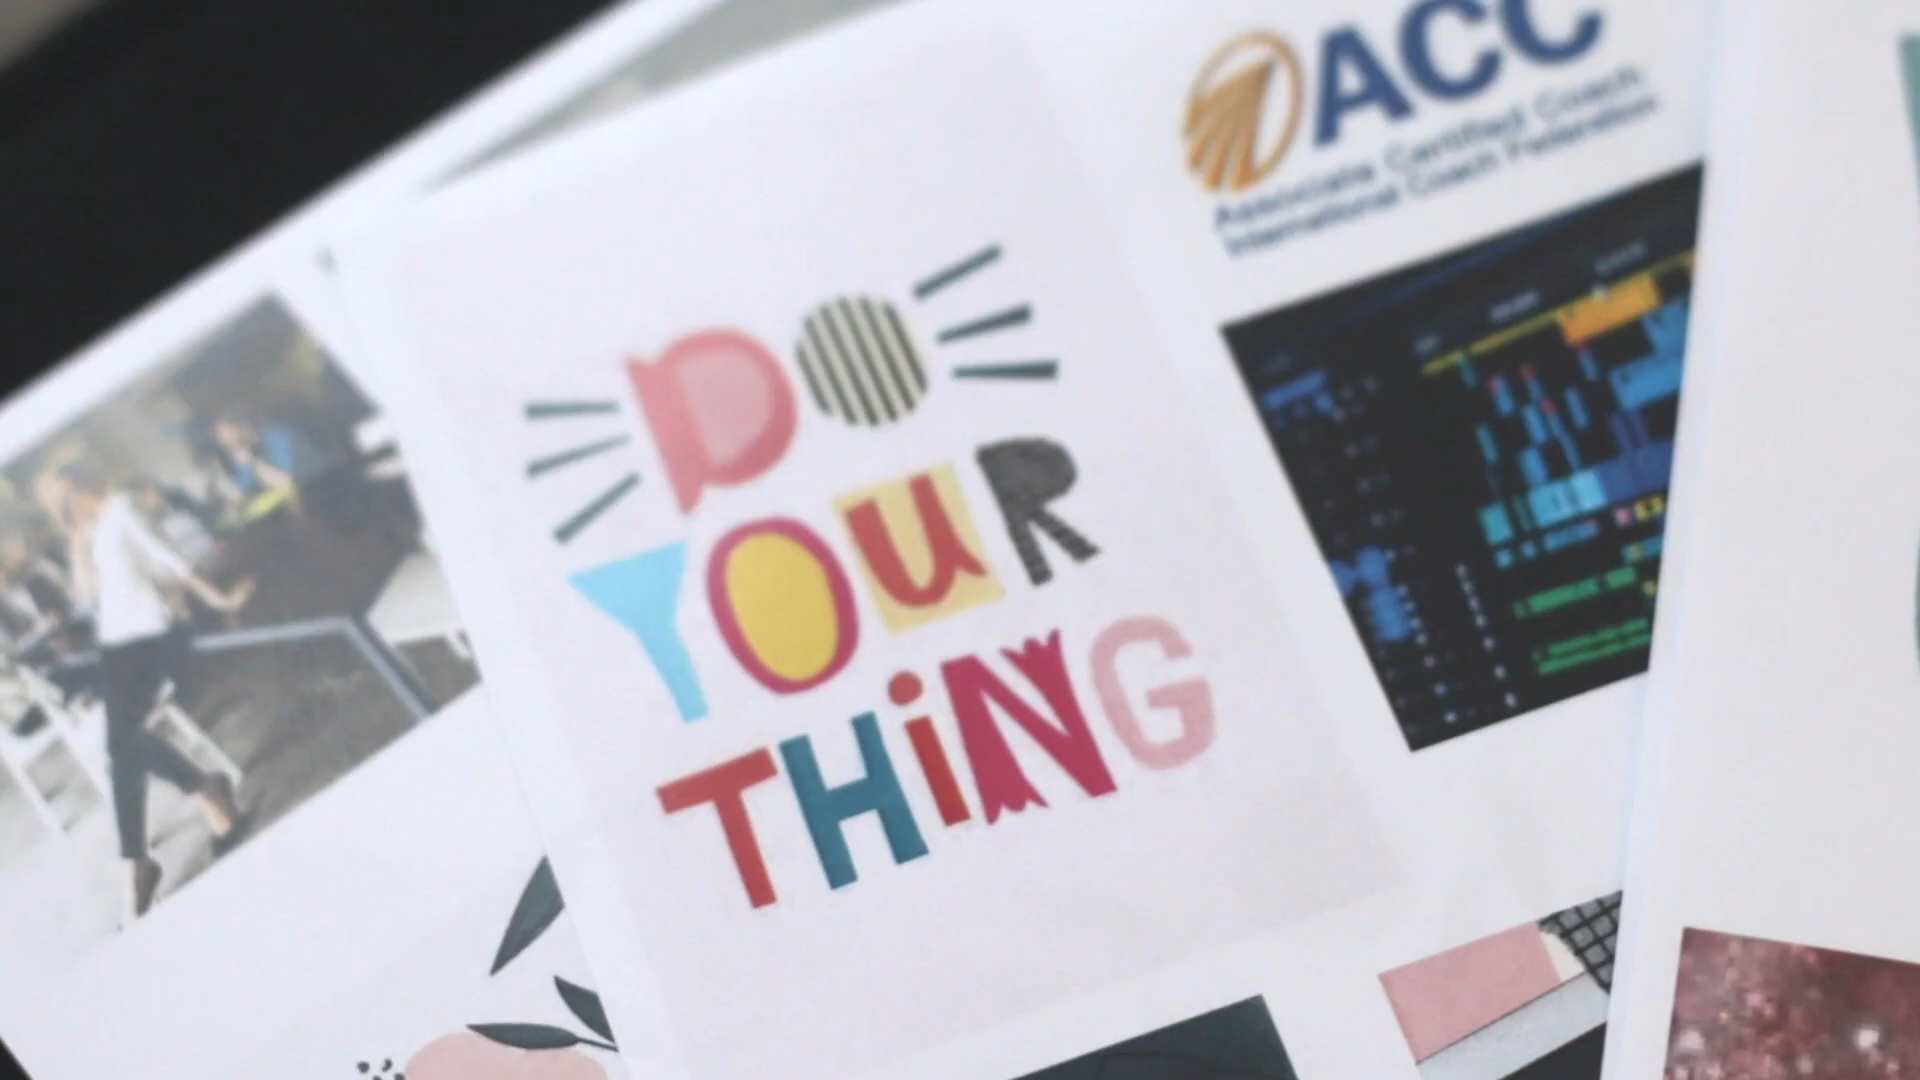 DO
YOUR
THiNG
ACC
Associate Certified Coach
International Coach Federation